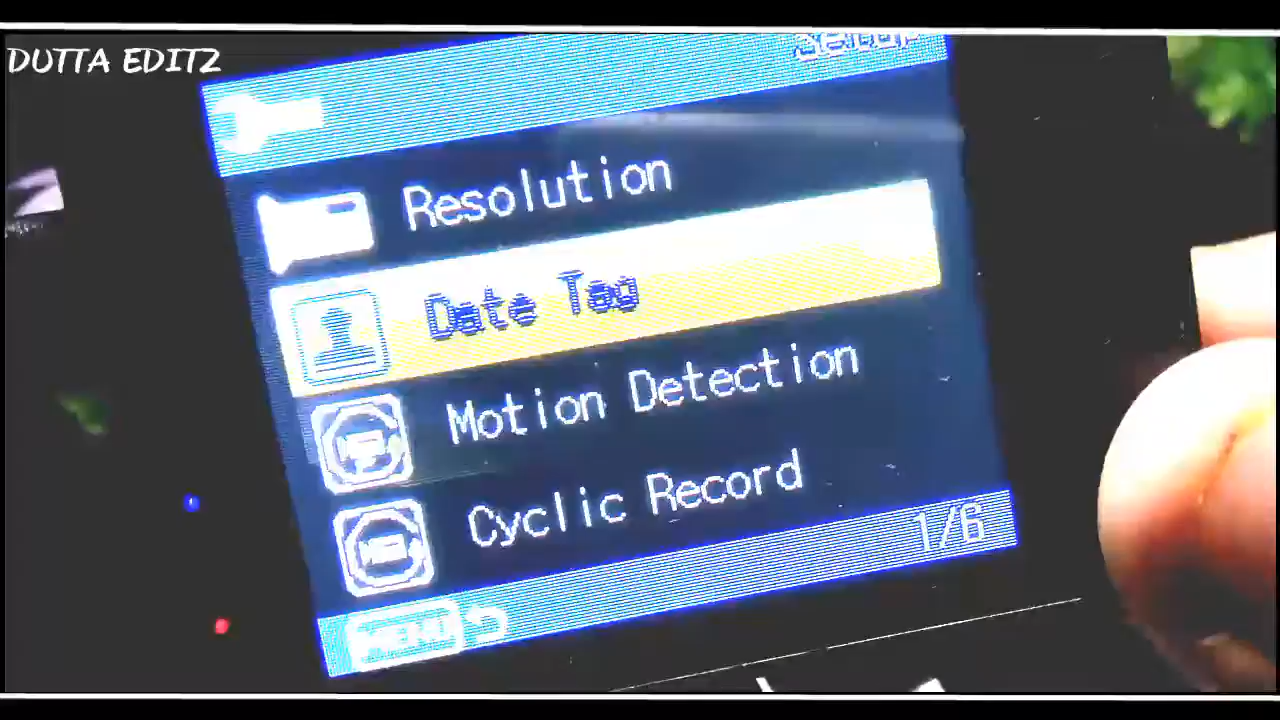 DUTTA EDITZ
Setup
Resolution
Date Tag
Motion Detection
Cyclic Record
1/6
MENU